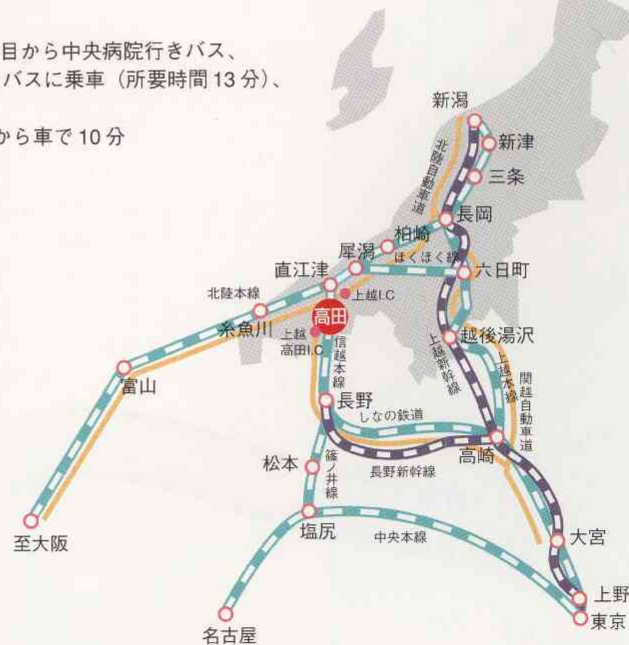 目から中央病院行きバス、
バスに乗車（所要時間13分）、
から車で10分
新潟
新津
北陸自動車道
三条
長岡
柏崎
犀潟
ほくほく線
直江津
六日町
上越I.C
北陸本線
高田
糸魚川
上越
高田I.C
信越本線
越後湯沢
上越新幹線
上越本線
関越自動車道
富山
長野
しなの鉄道
高崎
長野新幹線
松本
篠ノ井線
塩尻
中央本線
至大阪
大宮
上野
東京
名古屋